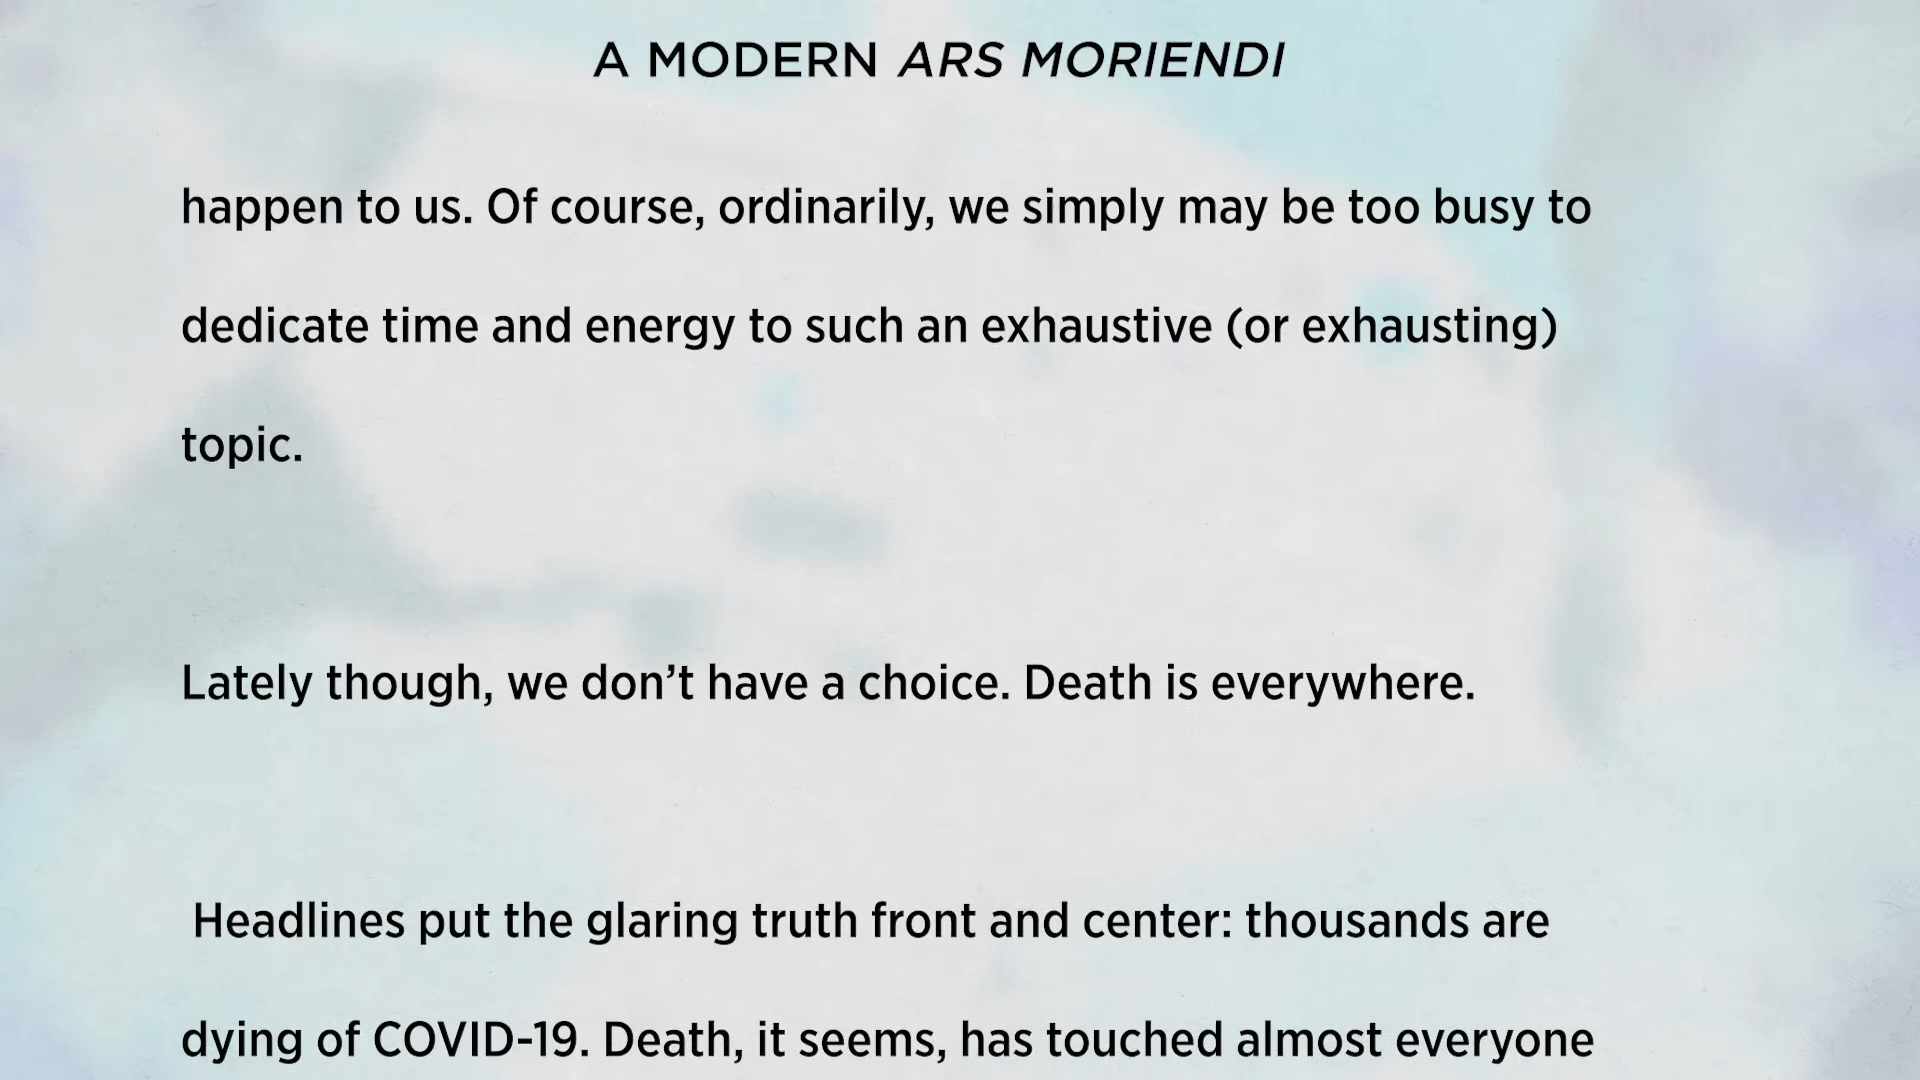 A MODERN ARS MORIENDI
happen to us. Of course, ordinarily, we simply may be too busy to
dedicate time and energy to such an exhaustive (or exhausting)
topic.
Lately though, we don’t have a choice. Death is everywhere.
Headlines put the glaring truth front and center: thousands are
dying of COVID-19. Death, it seems, has touched almost everyone